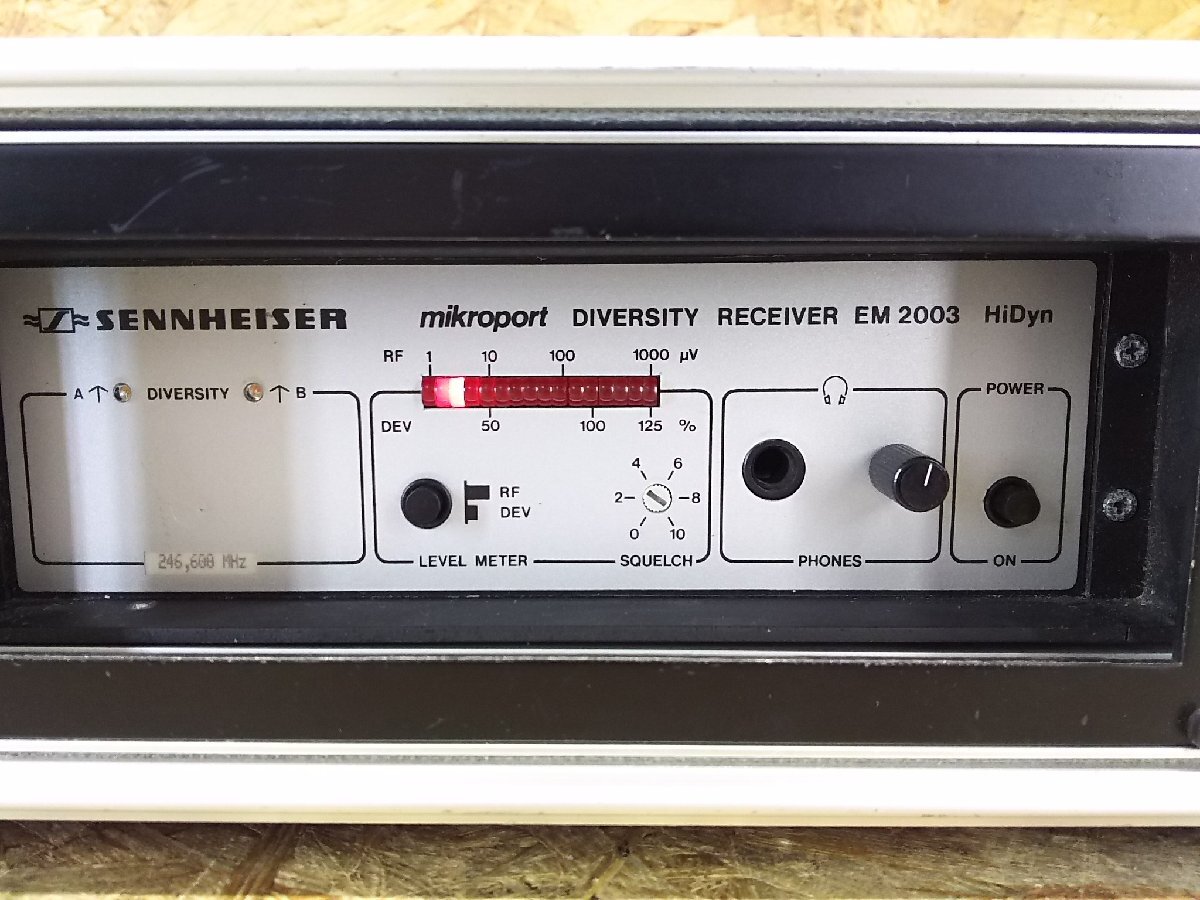 SENNHEISER mikroport DIVERSITY RECEIVER EM 2003 HiDyn
RF 1 10 100 1000 µV
A DIVERSITY B
POWER
DEV 50 100 125 %
4 6
2 8
0 10
RF
DEV
246,600 MHz
LEVEL METER
SQUELCH
PHONES
ON